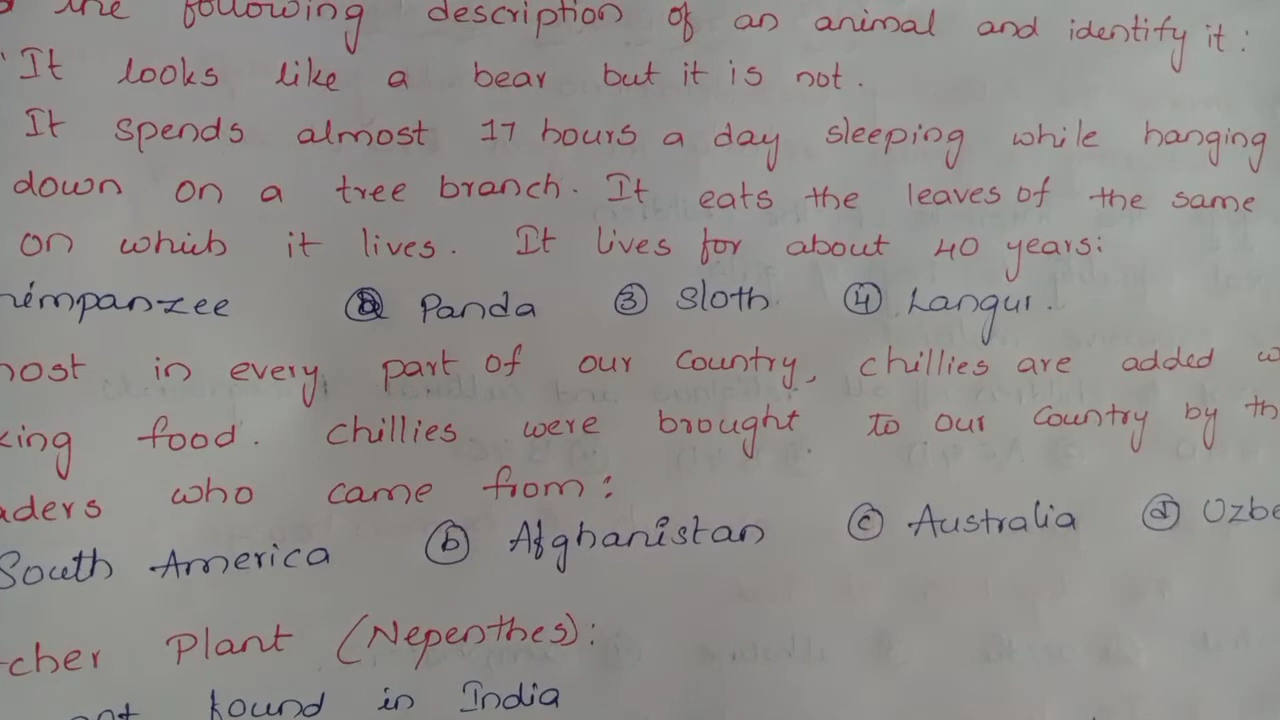 the following description of an animal and identify it:
It looks like a bear but it is not.
It spends almost 17 hours a day sleeping while hanging
down on a tree branch. It eats the leaves of the same
on which it lives. It lives for about 40 years:
Panda ③ Sloth ④ Langur.
in every part of our country, chillies are added
food. chillies were brought to our country by
who came from:
South America ⓑ Afghanistan ⓒ Australia ⓓ
Plant (Nepenthes):
found in India